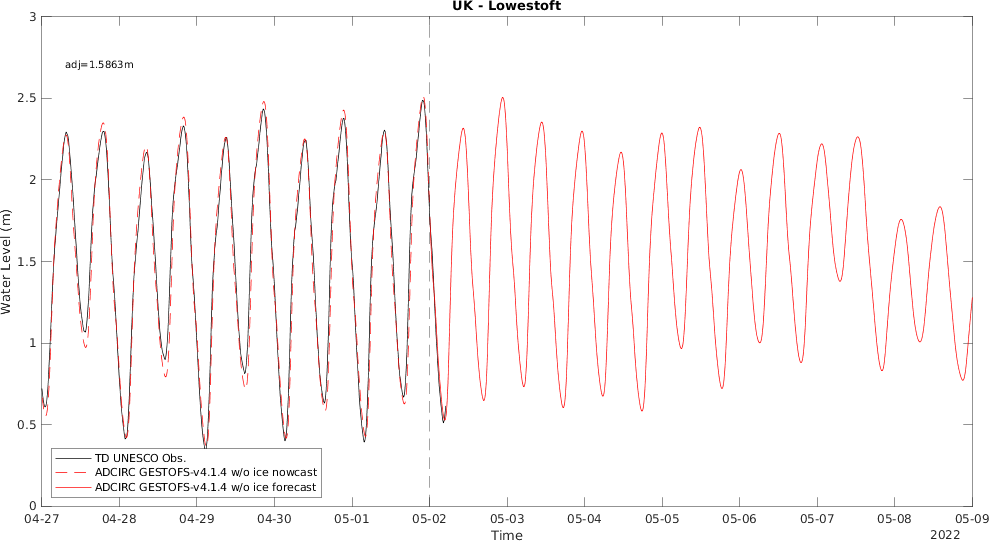 UK - Lowestoft
3
adj=1.5863m
2.5
2
1.5
1
0.5
0
Water Level (m)
TD UNESCO Obs.
ADCIRC GESTOFS-v4.1.4 w/o ice nowcast
ADCIRC GESTOFS-v4.1.4 w/o ice forecast
04-27 04-28 04-29 04-30 05-01 05-02 05-03 05-04 05-05 05-06 05-07 05-08 05-09
Time
2022